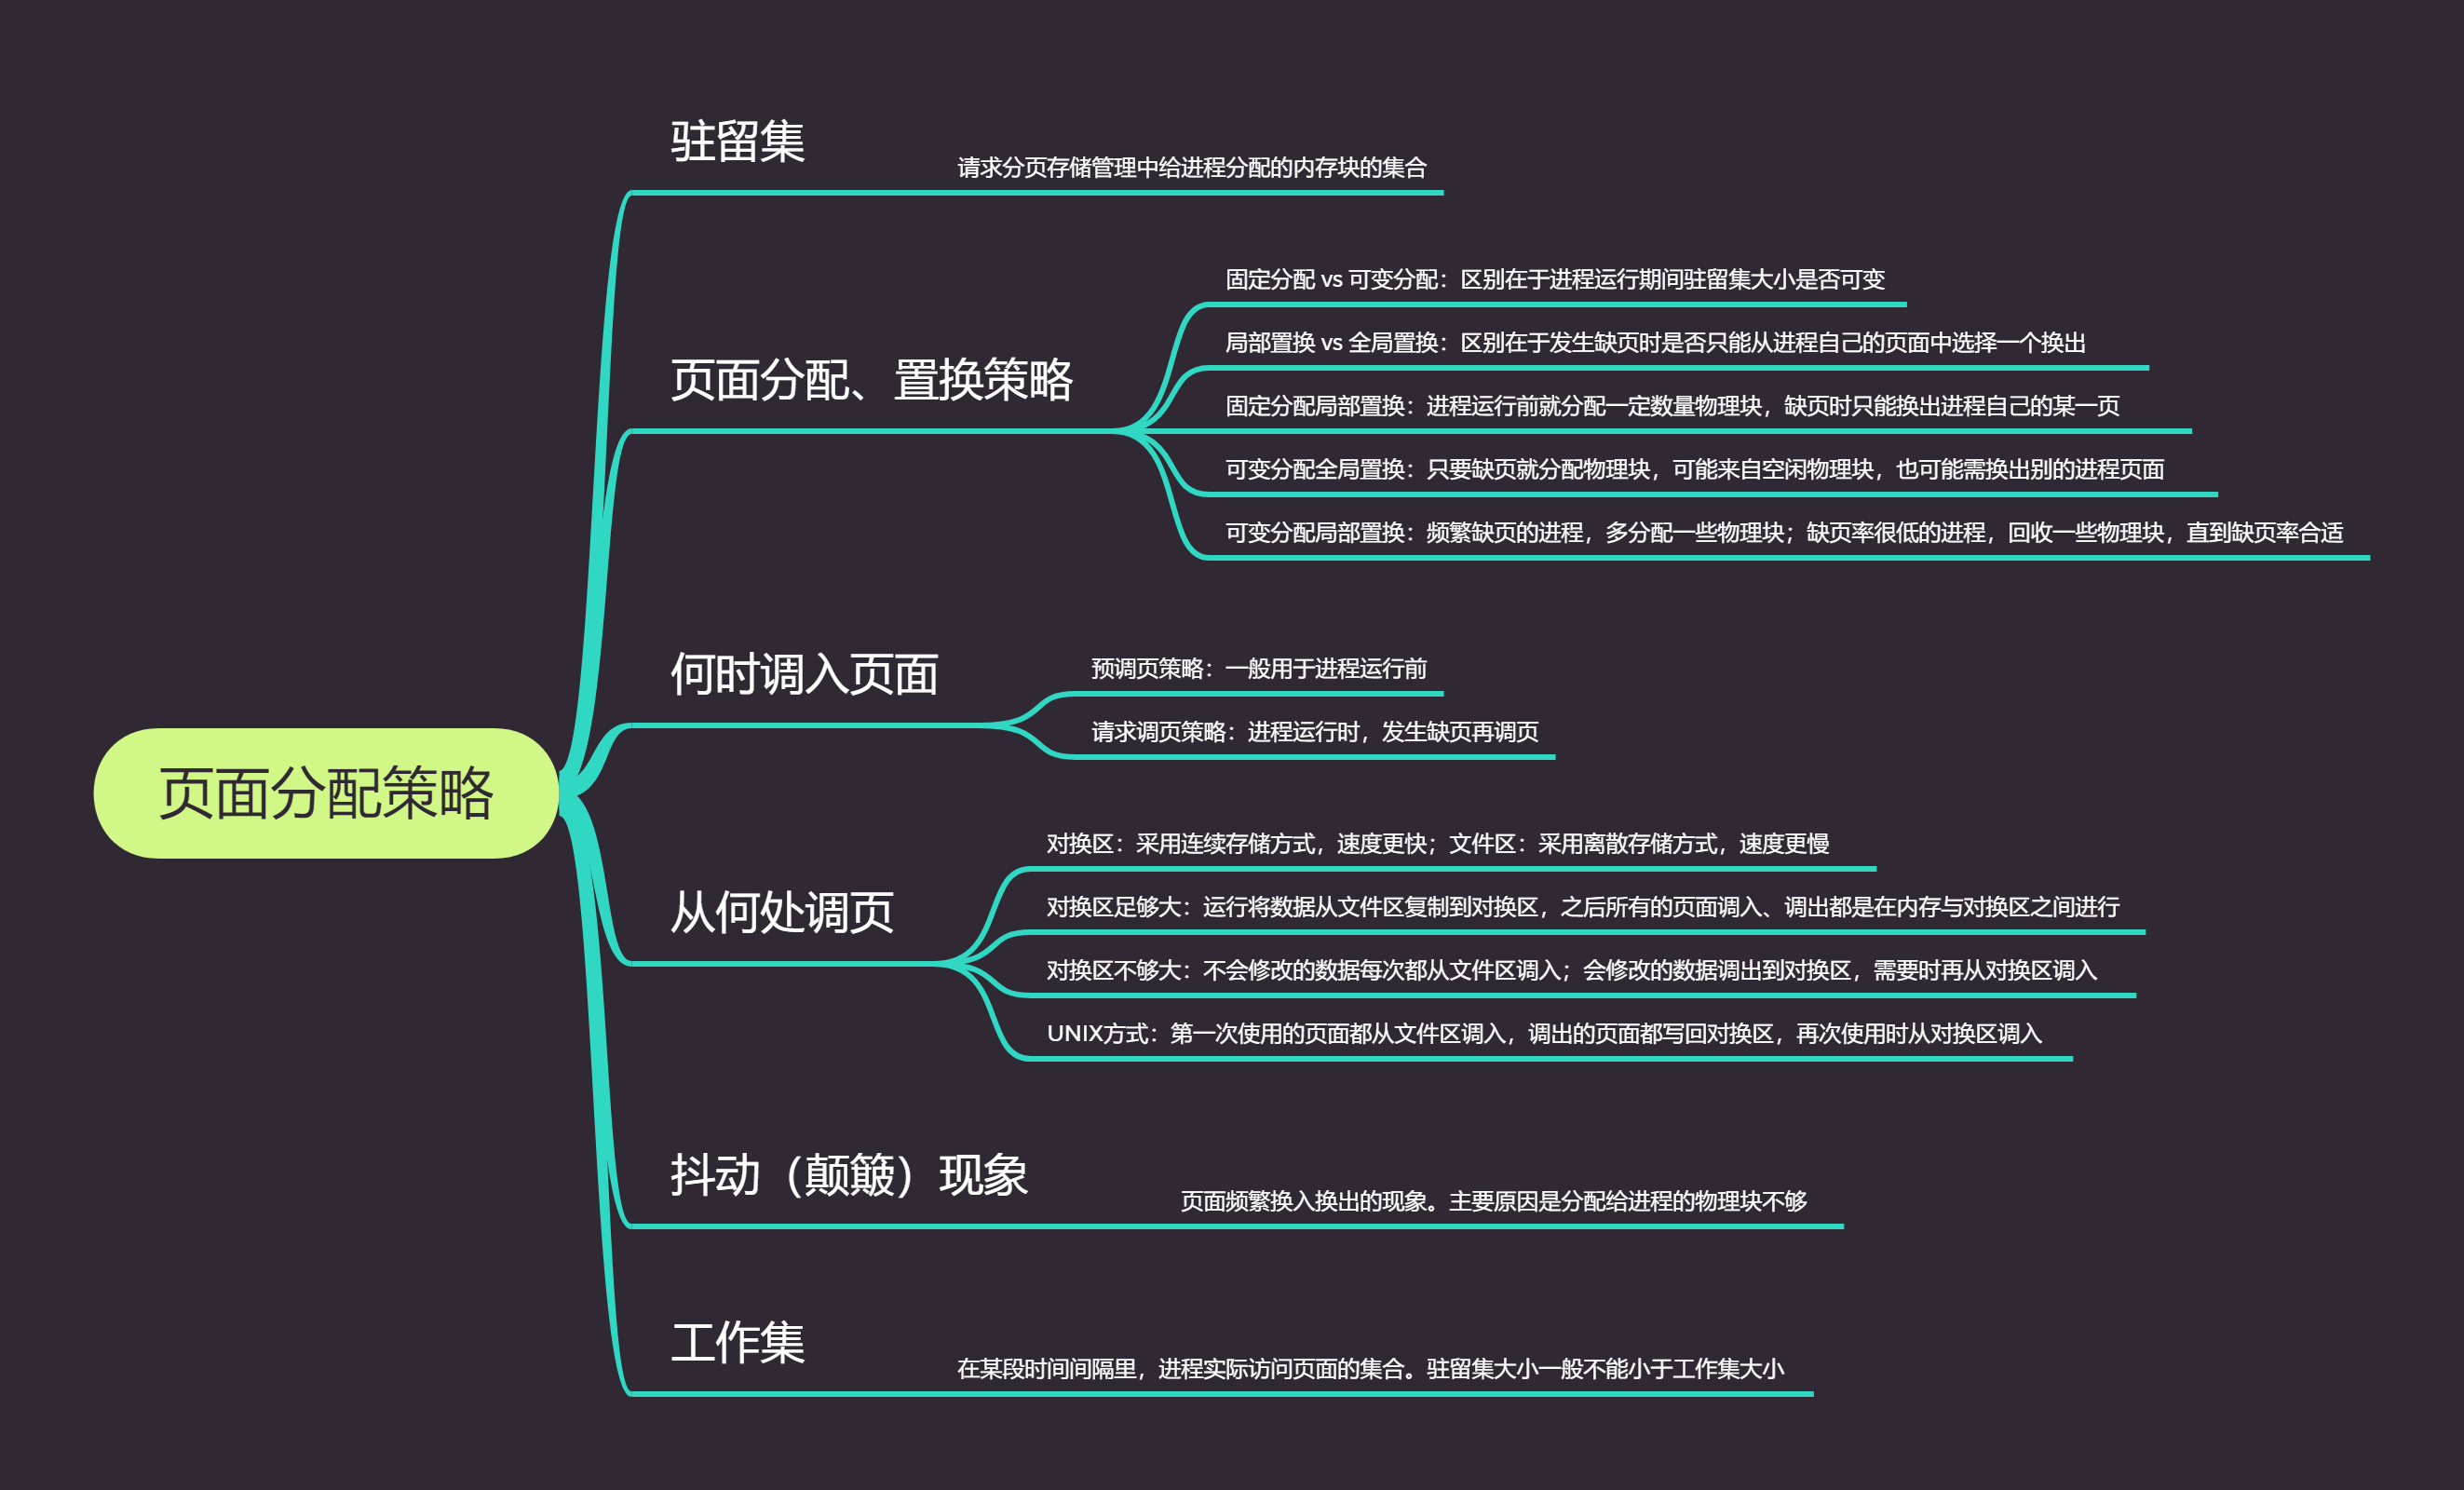 页面分配策略
驻留集
请求分页存储管理中给进程分配的内存块的集合
页面分配、置换策略
固定分配 vs 可变分配：区别在于进程运行期间驻留集大小是否可变
局部置换 vs 全局置换：区别在于发生缺页时是否只能从进程自己的页面中选择一个换出
固定分配局部置换：进程运行前就分配一定数量物理块，缺页时只能换出进程自己的某一页
可变分配全局置换：只要缺页就分配物理块，可能来自空闲物理块，也可能需换出别的进程页面
可变分配局部置换：频繁缺页的进程，多分配一些物理块；缺页率很低的进程，回收一些物理块，直到缺页率合适
何时调入页面
预调页策略：一般用于进程运行前
请求调页策略：进程运行时，发生缺页再调页
从何处调页
对换区：采用连续存储方式，速度更快；文件区：采用离散存储方式，速度更慢
对换区足够大：运行将数据从文件区复制到对换区，之后所有的页面调入、调出都是在内存与对换区之间进行
对换区不够大：不会修改的数据每次都从文件区调入；会修改的数据调出到对换区，需要时再从对换区调入
UNIX方式：第一次使用的页面都从文件区调入，调出的页面都写回对换区，再次使用时从对换区调入
抖动（颠簸）现象
页面频繁换入换出的现象。主要原因是分配给进程的物理块不够
工作集
在某段时间间隔里，进程实际访问页面的集合。驻留集大小一般不能小于工作集大小